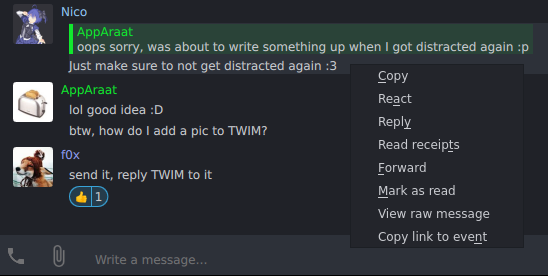 Nico
AppAraat
oops sorry, was about to write something up when I got distracted again :p
Just make sure to not get distracted again :3
AppAraat
lol good idea :D
btw, how do I add a pic to TWIM?
f0x
send it, reply TWIM to it
👍 1
Copy
React
Reply
Read receipts
Forward
Mark as read
View raw message
Copy link to event
Write a message...